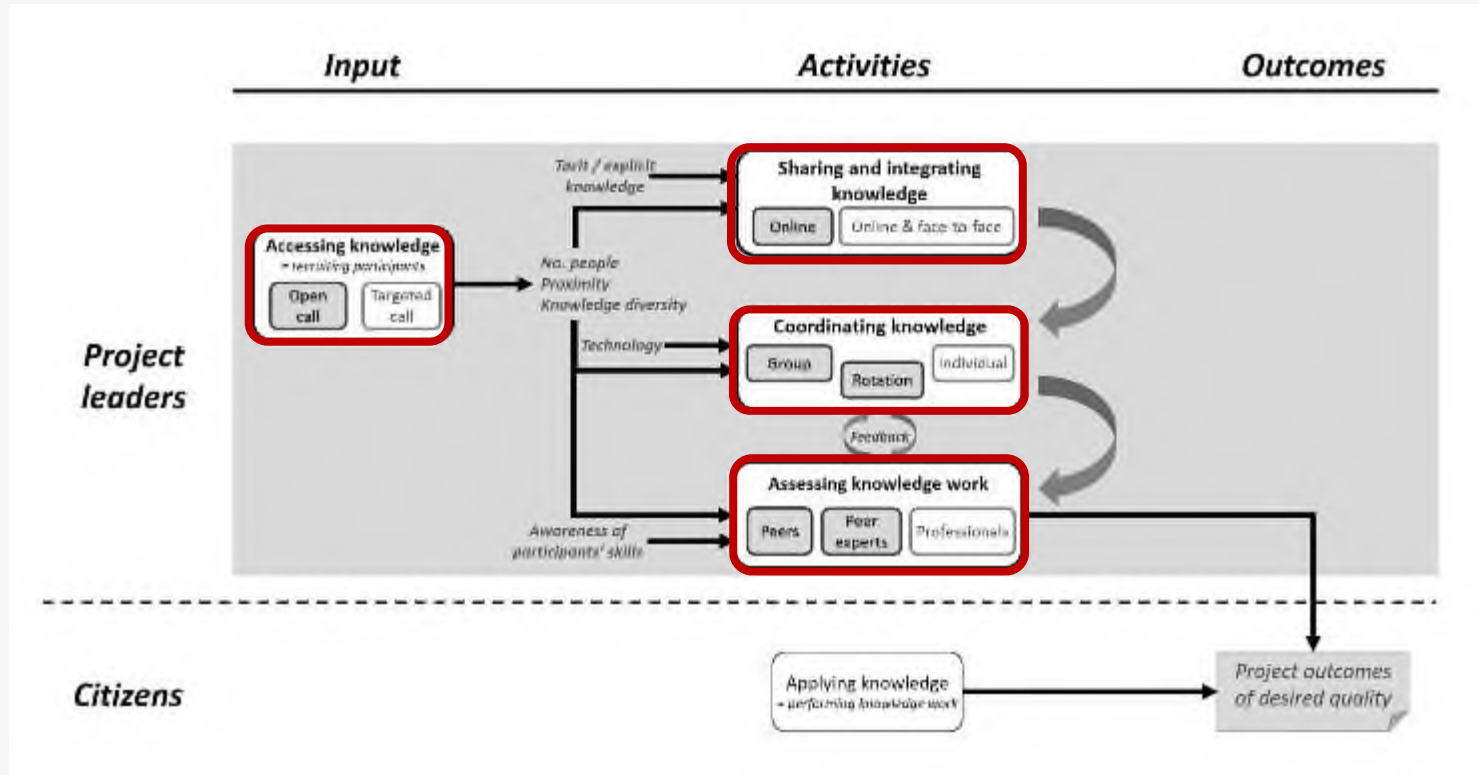 Input
Activities
Outcomes
Project
leaders
Accessing knowledge
= recruiting participants
Open
call
Targeted
call
Tacit / explicit
knowledge
No. people
Proximity
Knowledge diversity
Technology
Awareness of
participants' skills
Sharing and integrating
knowledge
Online
Online & face to face
Coordinating knowledge
Group
Rotation
Individual
Feedback
Assessing knowledge work
Peers
Peer
experts
Professionals
Citizens
Applying knowledge
= performing knowledge work
Project outcomes
of desired quality